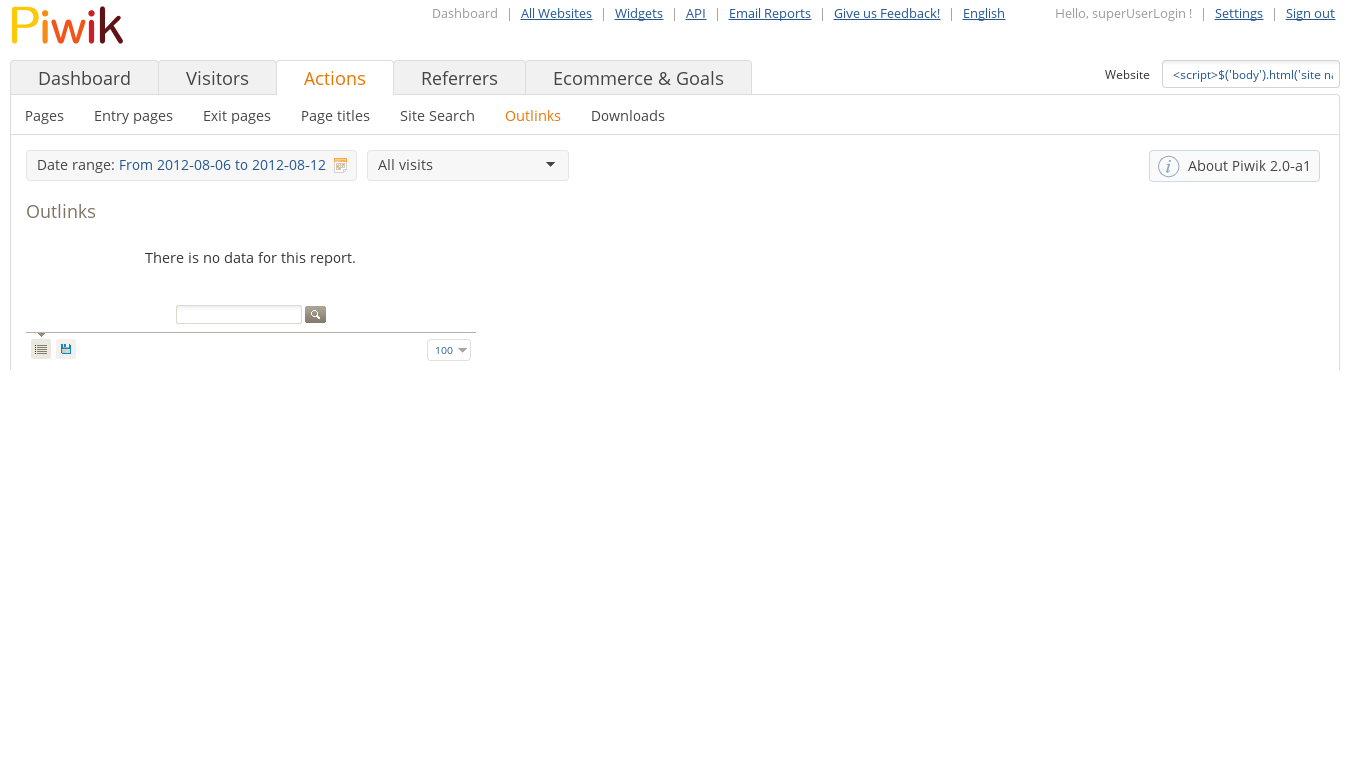 Piwik
Dashboard | All Websites | Widgets | API | Email Reports | Give us Feedback! | English
Hello, superUserLogin ! | Settings | Sign out
Dashboard Visitors Actions Referrers Ecommerce & Goals
Website <script>$('body').html('site
Pages Entry pages Exit pages Page titles Site Search Outlinks Downloads
Date range: From 2012-08-06 to 2012-08-12 All visits
About Piwik 2.0-a1
Outlinks
There is no data for this report.
100